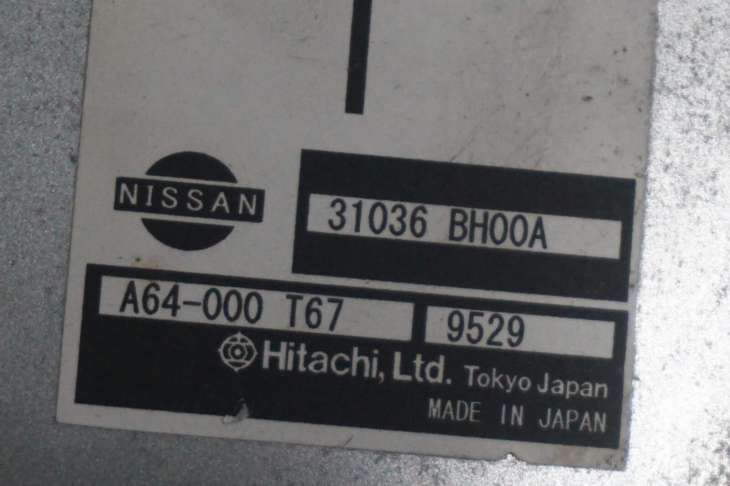 NISSAN
31036 BH00A
A64-000 T67
9529
Hitachi, Ltd. Tokyo Japan
MADE IN JAPAN